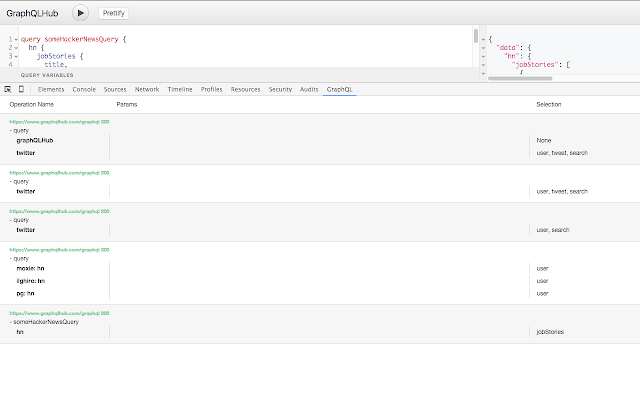 GraphQLHub Prettify
1 query someHackerNewsQuery {
2 hn {
3 jobStories {
4 title,
QUERY VARIABLES
{
"data": {
"hn": {
"jobStories": [
{
Elements Console Sources Network Timeline Profiles Resources Security Audits GraphQL
Operation Name Params Selection
https://www.graphqlhub.com/graphql 200
- query
graphQLHub None
twitter user, tweet, search
https://www.graphqlhub.com/graphql 200
- query
twitter user, tweet, search
https://www.graphqlhub.com/graphql 200
- query
twitter user, search
https://www.graphqlhub.com/graphql 200
- query
moxie: hn user
ilghiro: hn user
pg: hn user
https://www.graphqlhub.com/graphql 200
- someHackerNewsQuery
hn jobStories